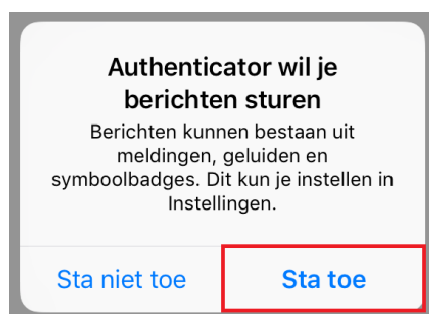 Authenticator wil je
berichten sturen
Berichten kunnen bestaan uit
meldingen, geluiden en
symboolbadges. Dit kun je instellen in
Instellingen.
Sta niet toe
Sta toe